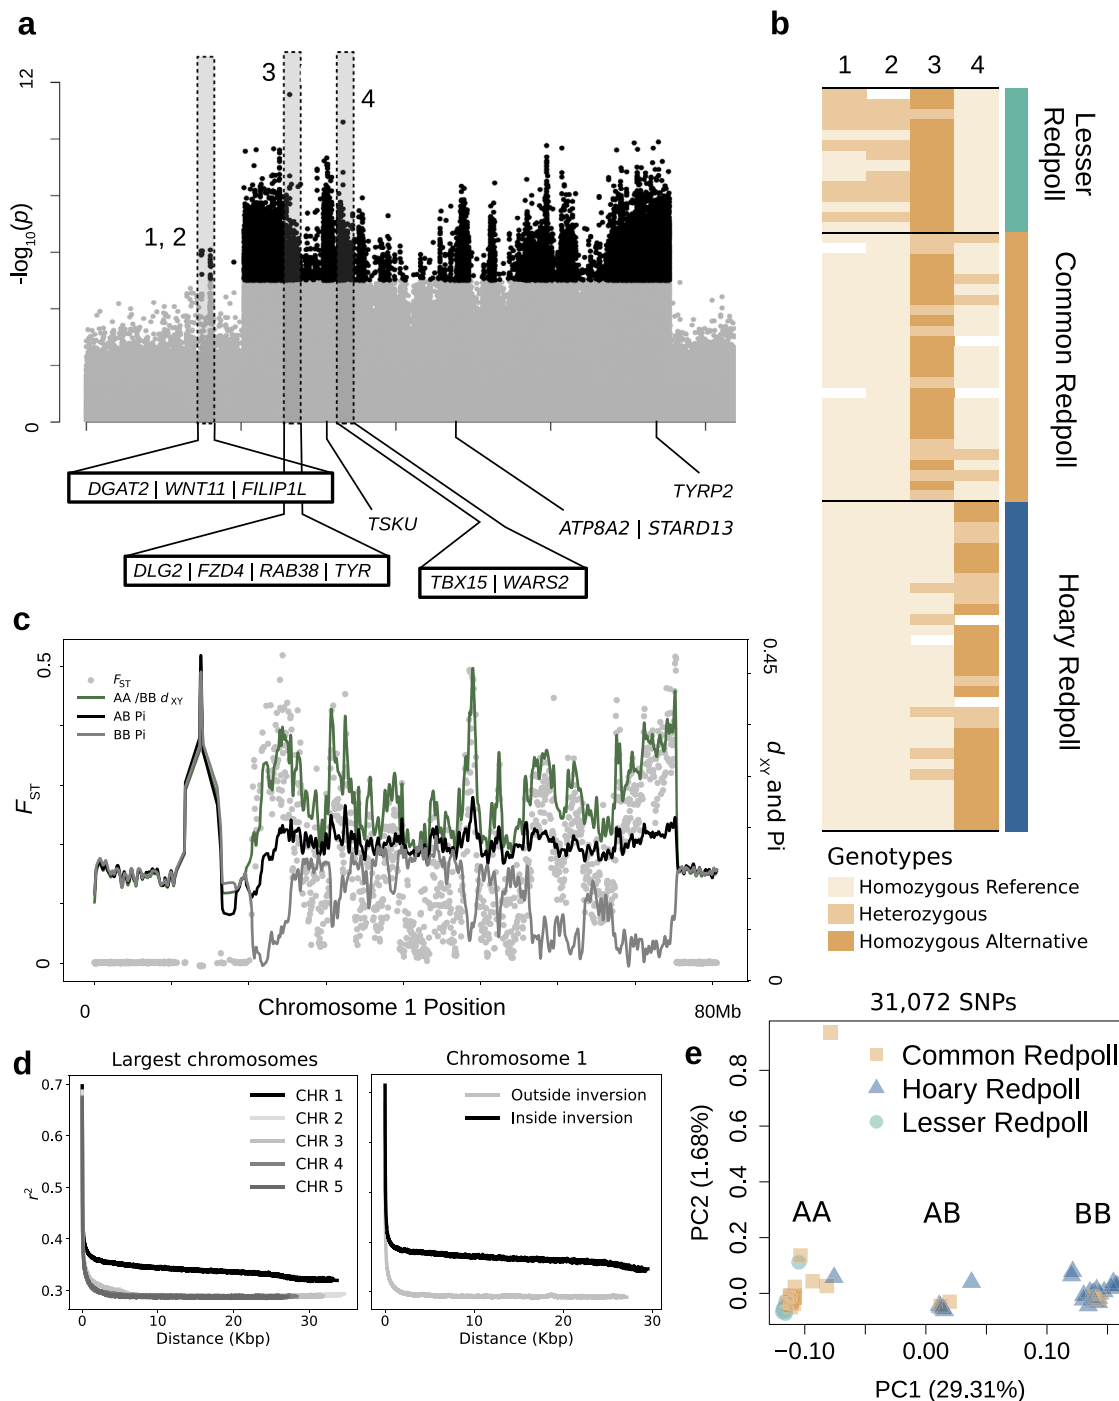 a
12
-log10(p)
0
3
4
1, 2
DGAT2 | WNT11 | FILIP1L
TSKU
TYRP2
ATP8A2 | STARD13
DLG2 | FZD4 | RAB38 | TYR
TBX15 | WARS2
b
1 2 3 4
Lesser
Redpoll
Common Redpoll
Hoary Redpoll
Genotypes
Homozygous Reference
Heterozygous
Homozygous Alternative
c
0.5
FST
0
FST
AA /BB d XY
AB Pi
BB Pi
0.45
d XY and Pi
0
0
Chromosome 1 Position
80Mb
d
Largest chromosomes
0.7
0.6
0.5
r2
0.4
0.3
CHR 1
CHR 2
CHR 3
CHR 4
CHR 5
0 10 20 30
Distance (Kbp)
Chromosome 1
Outside inversion
Inside inversion
0 10 20 30
Distance (Kbp)
31,072 SNPs
e
Common Redpoll
Hoary Redpoll
Lesser Redpoll
0.8
0.6
0.4
0.2
0.0
PC2 (1.68%)
AA
AB
BB
−0.10 0.00 0.10
PC1 (29.31%)